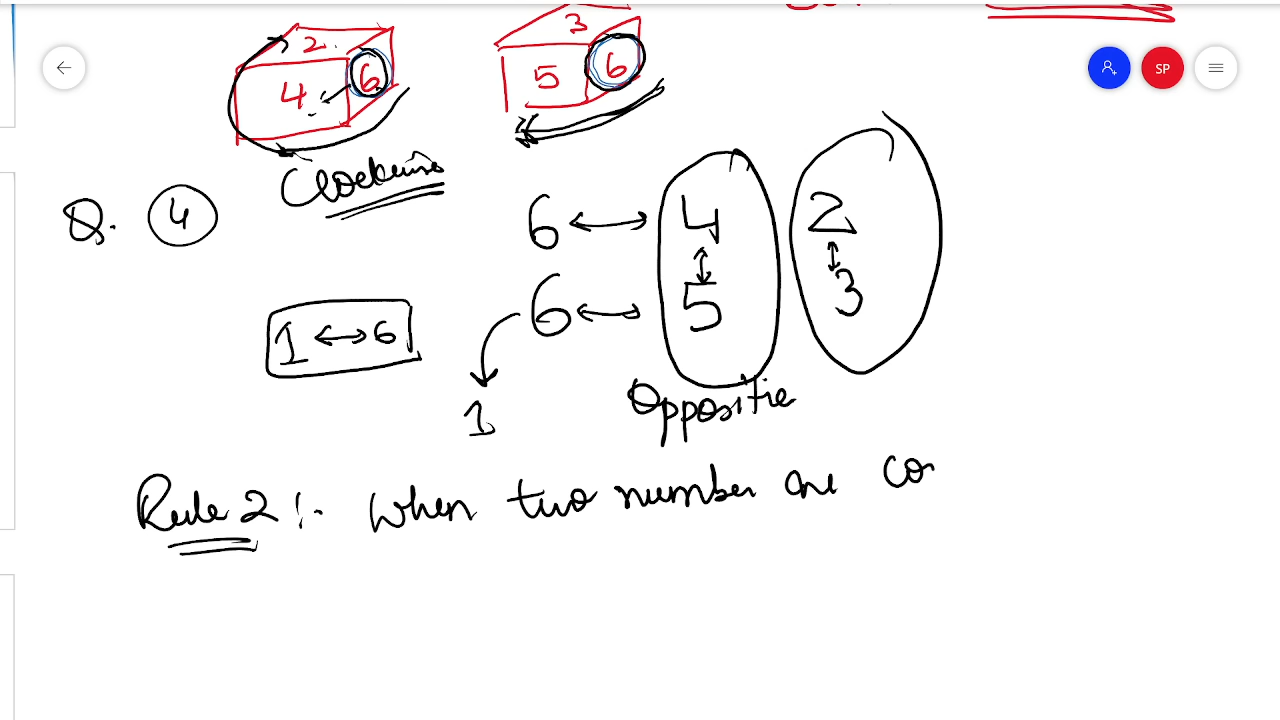 2 3
4 6 5 6
Clockwise
SP
Q. 4
6 ↔ 4 2
↕ ↕
6 ↔ 5 3
1 ↔ 6
1
Oppositie
Rule 2 :- When two number are co